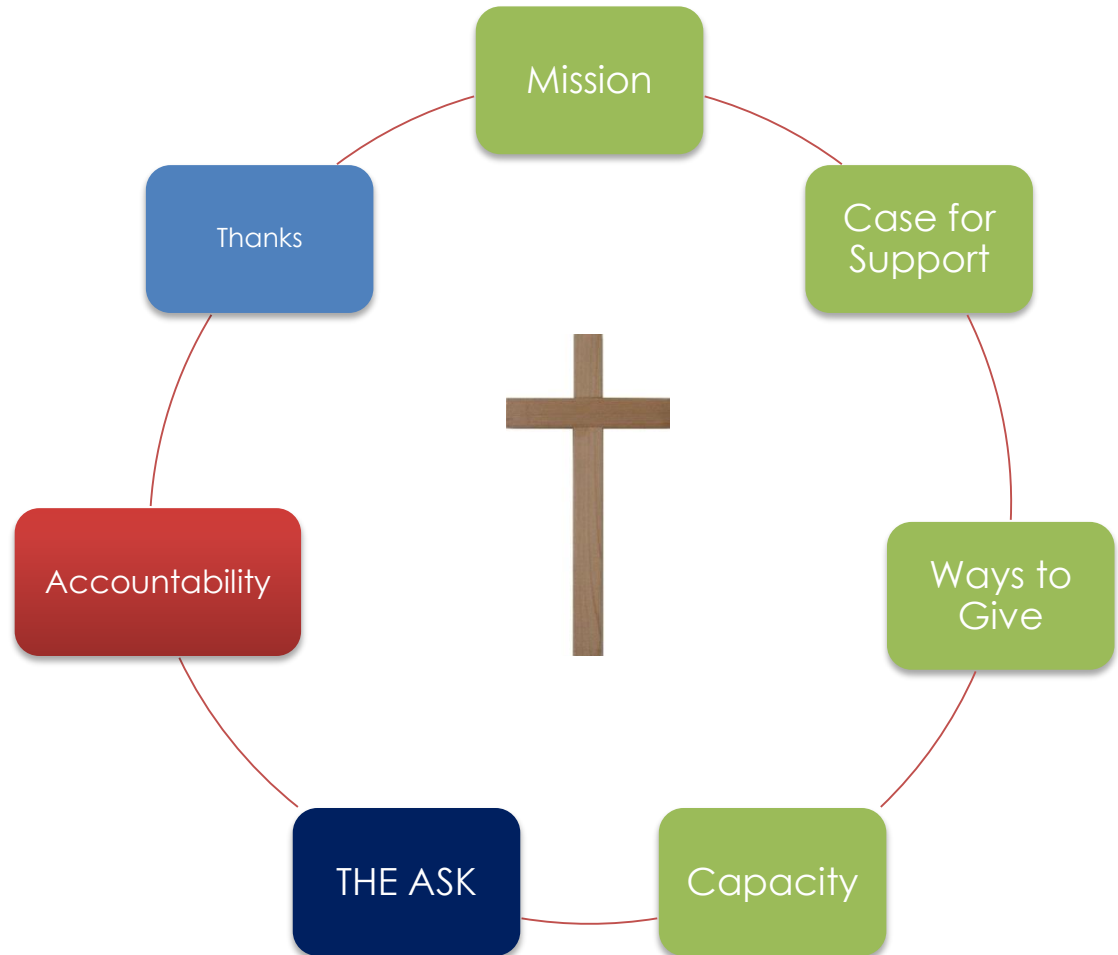 Mission
Case for
Support
Ways to
Give
Capacity
THE ASK
Accountability
Thanks